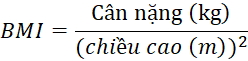 BMI = Cân nặng (kg) / (chiều cao (m))²